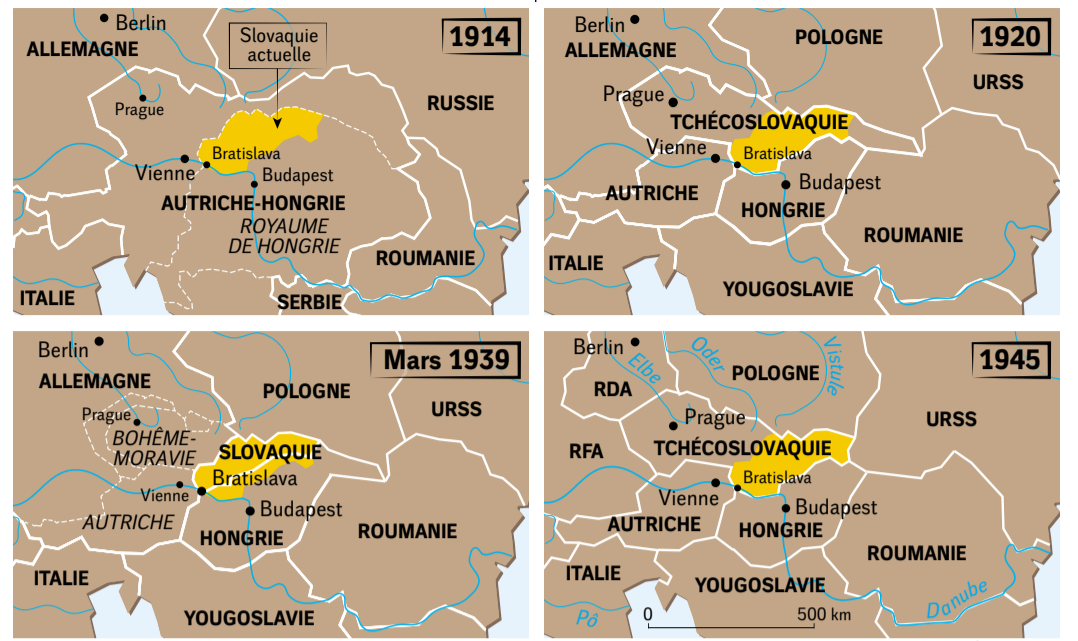 1914
Berlin
ALLEMAGNE
Slovaquie
actuelle
Prague
RUSSIE
Bratislava
Vienne
Budapest
AUTRICHE-HONGRIE
ROYAUME
DE HONGRIE
ROUMANIE
ITALIE
SERBIE
1920
Berlin
ALLEMAGNE
POLOGNE
URSS
Prague
TCHÉCOSLOVAQUIE
Vienne
Bratislava
AUTRICHE
Budapest
HONGRIE
ROUMANIE
ITALIE
YOUGOSLAVIE
Mars 1939
Berlin
ALLEMAGNE
POLOGNE
URSS
Prague
BOHÊME-
MORAVIE
SLOVAQUIE
Bratislava
Vienne
AUTRICHE
Budapest
HONGRIE
ROUMANIE
ITALIE
YOUGOSLAVIE
1945
Berlin
Elbe
Oder
Vistule
RDA
POLOGNE
URSS
Prague
RFA
TCHÉCOSLOVAQUIE
Bratislava
Vienne
AUTRICHE
Budapest
HONGRIE
ROUMANIE
ITALIE
YOUGOSLAVIE
Danube
Pô
0 500 km